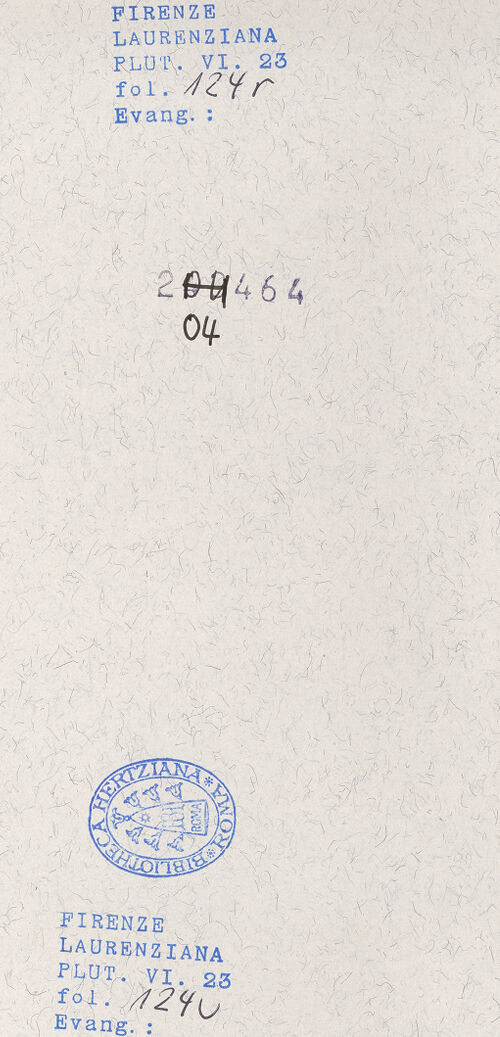 FIRENZE
LAURENZIANA
PLUT. VI. 23
fol. 124r
Evang.:
2 464
04
BIBLIOTHECA HERTZIANA * ROMA *
ROMA
FIRENZE
LAURENZIANA
PLUT. VI. 23
fol. 124v
Evang.: